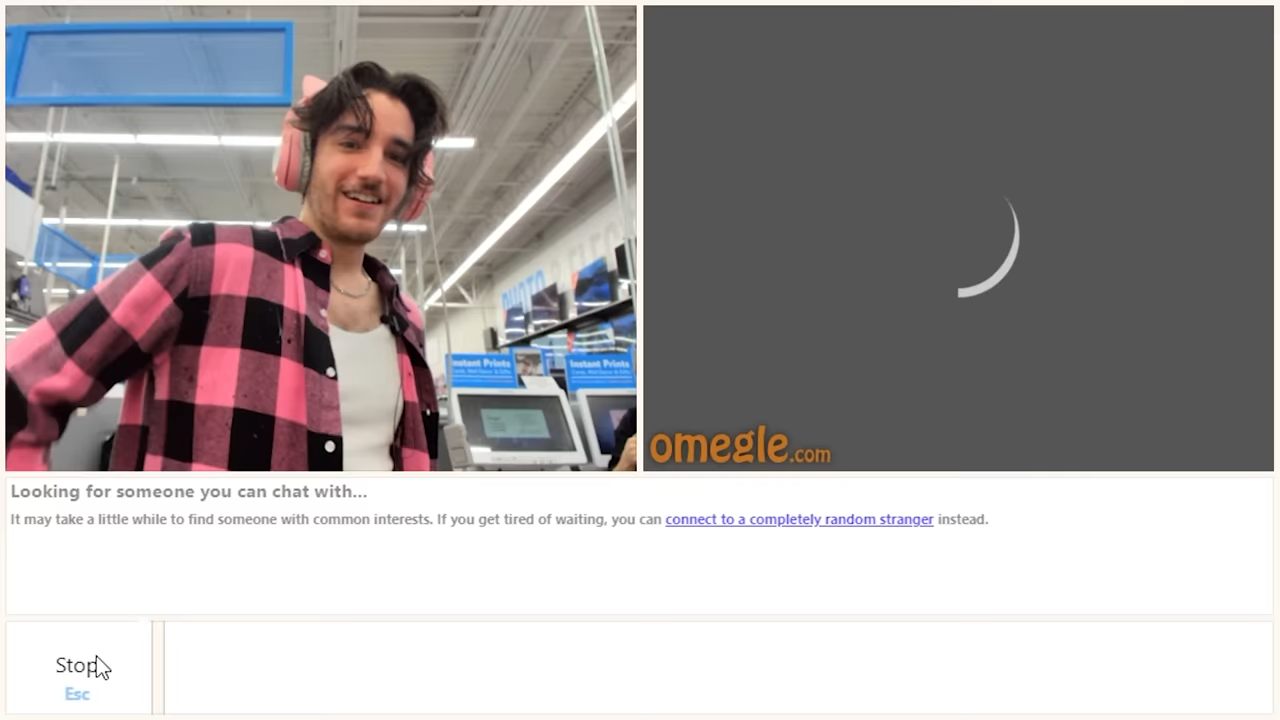 PHOTO
Instant Prints
Instant Prints
omegle.com
Looking for someone you can chat with...
It may take a little while to find someone with common interests. If you get tired of waiting, you can connect to a completely random stranger instead.
Stop
Esc